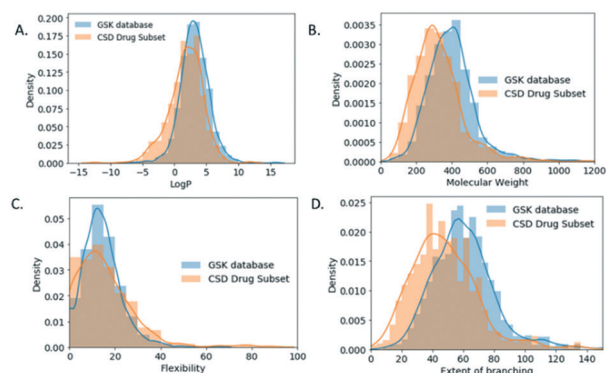 A.
GSK database
CSD Drug Subset
Density
0.200
0.175
0.150
0.125
0.100
0.075
0.050
0.025
0.000
-15 -10 -5 0 5 10 15
LogP
B.
GSK database
CSD Drug Subset
Density
0.0035
0.0030
0.0025
0.0020
0.0015
0.0010
0.0005
0.0000
0 200 400 600 800 1000 1200
Molecular Weight
C.
GSK database
CSD Drug Subset
Density
0.05
0.04
0.03
0.02
0.01
0.00
0 20 40 60 80 100
Flexibility
D.
GSK database
CSD Drug Subset
Density
0.025
0.020
0.015
0.010
0.005
0.000
0 20 40 60 80 100 120 140
Extent of branching